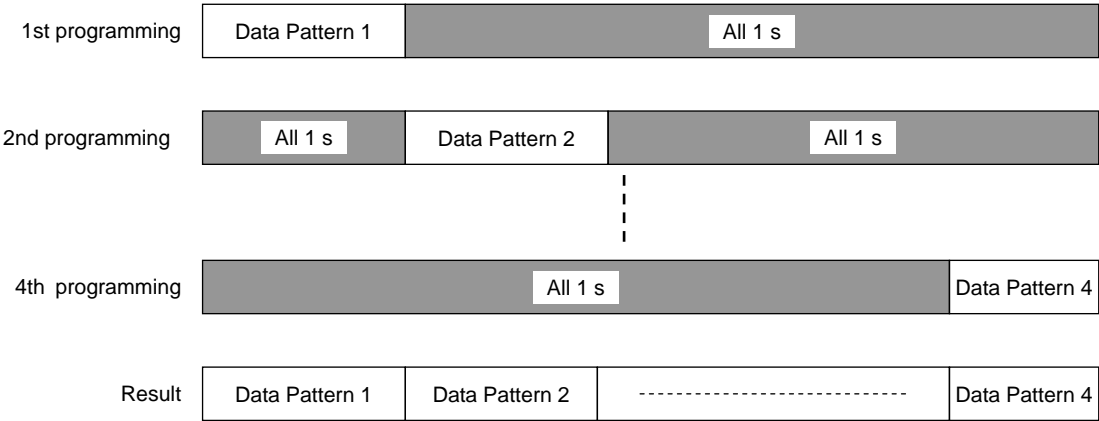 1st programming Data Pattern 1 All 1 s
2nd programming All 1 s Data Pattern 2 All 1 s
4th programming All 1 s Data Pattern 4
Result Data Pattern 1 Data Pattern 2 Data Pattern 4